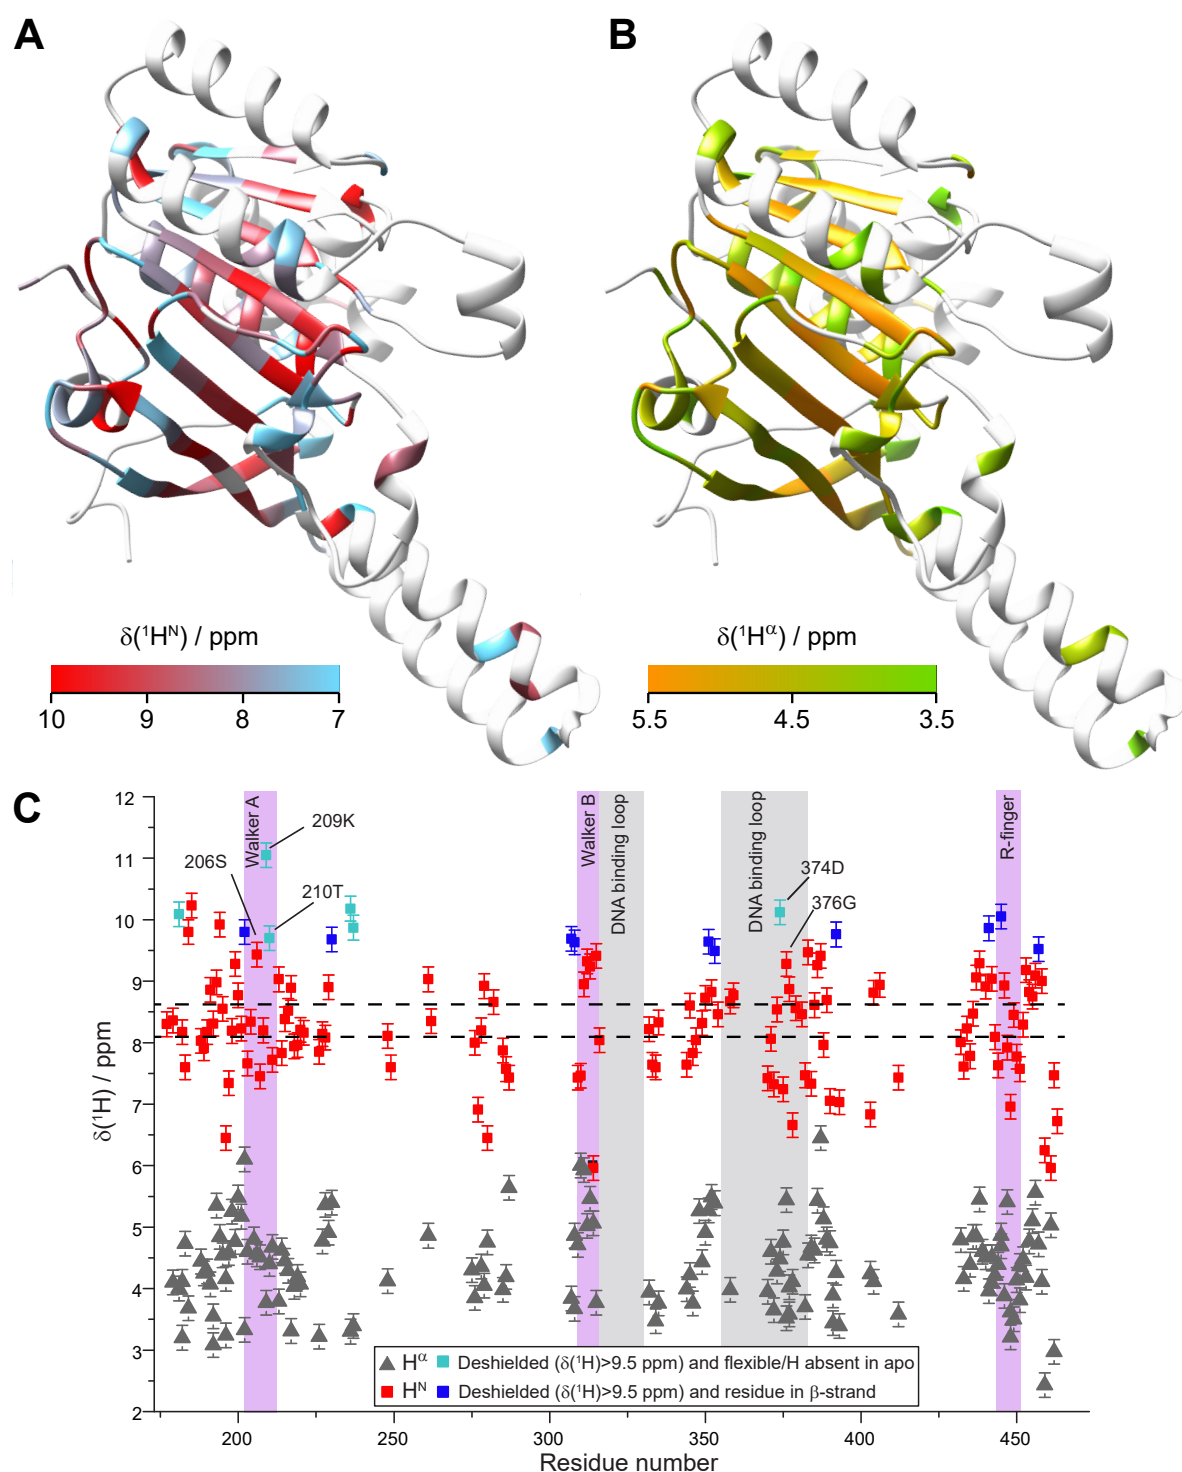 A
B
δ(¹Hᴺ) / ppm
10 9 8 7
δ(¹Hᵅ) / ppm
5.5 4.5 3.5
C
δ(¹H) / ppm
12
11
10
9
8
7
6
5
4
3
2
Walker A
Walker B
DNA binding loop
DNA binding loop
R-finger
209K
206S
210T
374D
376G
Hᵅ Deshielded (δ(¹H)>9.5 ppm) and flexible/H absent in apo
Hᴺ Deshielded (δ(¹H)>9.5 ppm) and residue in β-strand
200 250 300 350 400 450
Residue number